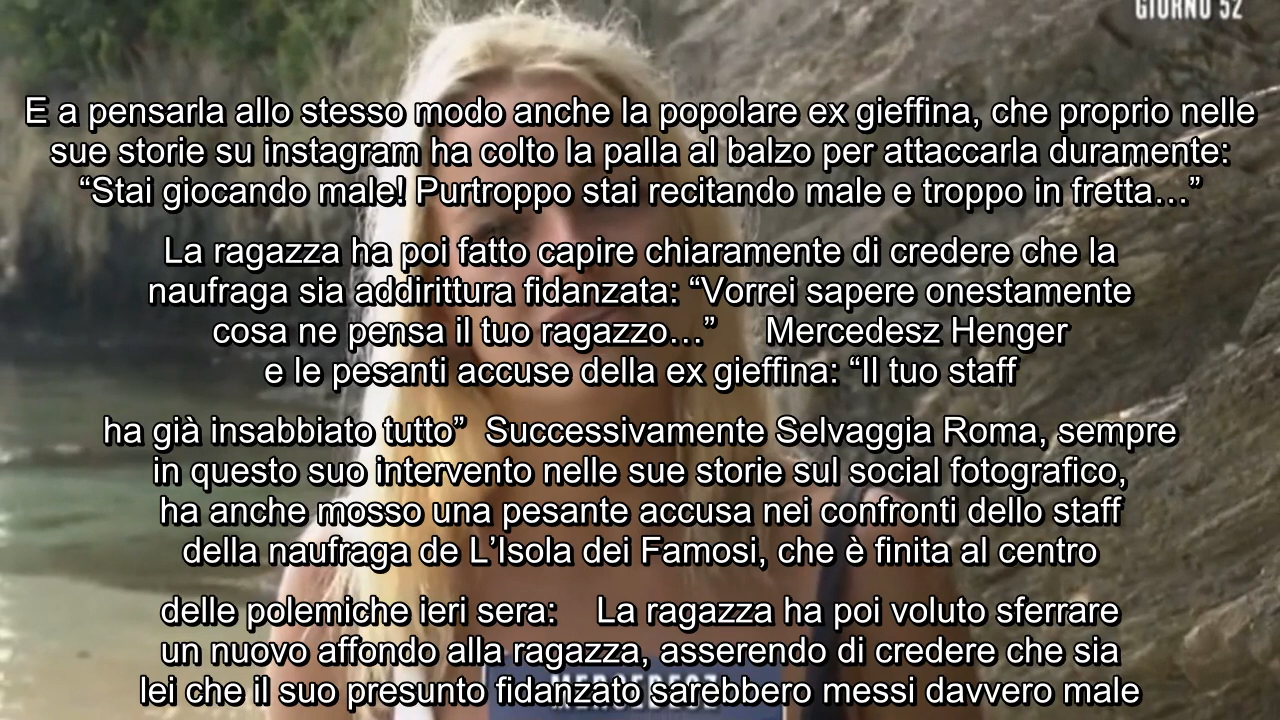 GIORNO 52
E a pensarla allo stesso modo anche la popolare ex gieffina, che proprio nelle
sue storie su instagram ha colto la palla al balzo per attaccarla duramente:
“Stai giocando male! Purtroppo stai recitando male e troppo in fretta…”
La ragazza ha poi fatto capire chiaramente di credere che la
naufraga sia addirittura fidanzata: “Vorrei sapere onestamente
cosa ne pensa il tuo ragazzo…” Mercedesz Henger
e le pesanti accuse della ex gieffina: “Il tuo staff
ha già insabbiato tutto” Successivamente Selvaggia Roma, sempre
in questo suo intervento nelle sue storie sul social fotografico,
ha anche mosso una pesante accusa nei confronti dello staff
della naufraga de L’Isola dei Famosi, che è finita al centro
delle polemiche ieri sera: La ragazza ha poi voluto sferrare
un nuovo affondo alla ragazza, asserendo di credere che sia
lei che il suo presunto fidanzato sarebbero messi davvero male
MERCEDESZ